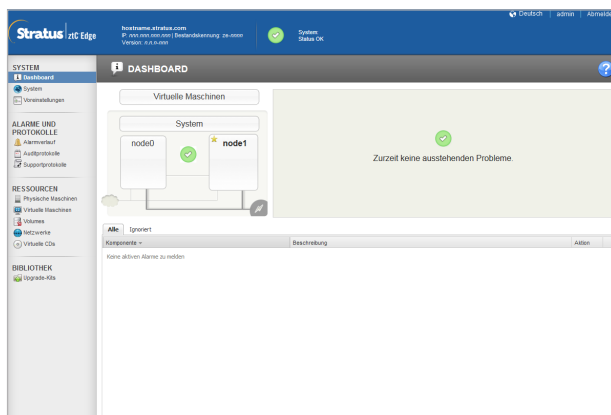 Deutsch | admin | Abmelde
Stratus ztC Edge
hostname.stratus.com
IP: nnn.nnn.nnn.nnn | Bestandskennung: ze-nnnn
Version: n.n.n-nnn
System:
Status OK
SYSTEM
Dashboard
System
Voreinstellungen
ALARME UND
PROTOKOLLE
Alarmverlauf
Auditprotokolle
Supportprotokolle
RESSOURCEN
Physische Maschinen
Virtuelle Maschinen
Volumes
Netzwerke
Virtuelle CDs
BIBLIOTHEK
Upgrade-Kits
DASHBOARD
?
Virtuelle Maschinen
System
node0
node1
Zurzeit keine ausstehenden Probleme.
Alle Ignoriert
Komponente Beschreibung Aktion
Keine aktiven Alarme zu melden